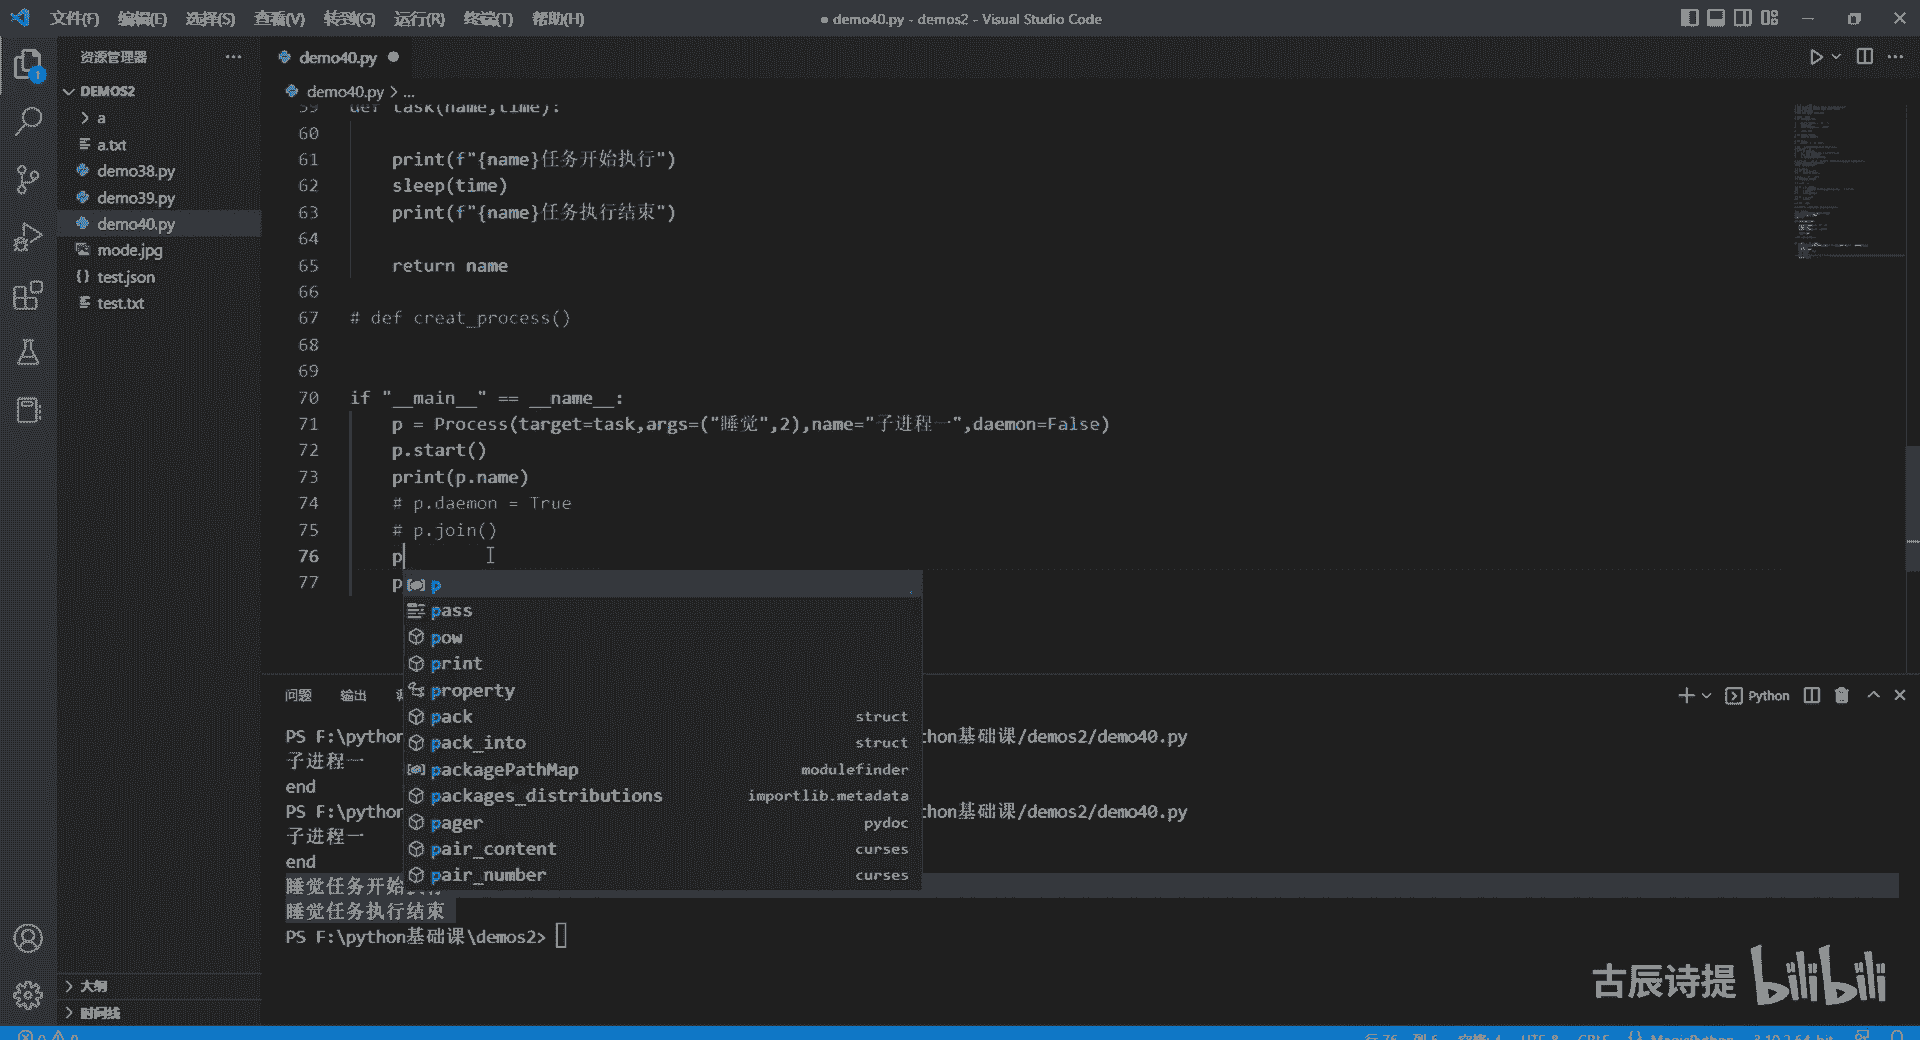 文件(F) 编辑(E) 选择(S) 查看(V) 转到(G) 运行(R) 终端(T) 帮助(H)
● demo40.py - demos2 - Visual Studio Code
资源管理器
DEMOS2
a
a.txt
demo38.py
demo39.py
demo40.py
mode.jpg
test.json
test.txt
大纲
时间线
1
demo40.py
demo40.py > ...
59 def task(name,time):
60
61 print(f"{name}任务开始执行")
62 sleep(time)
63 print(f"{name}任务执行结束")
64
65 return name
66
67 # def creat_process()
68
69
70 if "__main__" == __name__:
71 p = Process(target=task,args=("睡觉",2),name="子进程一",daemon=False)
72 p.start()
73 print(p.name)
74 # p.daemon = True
75 # p.join()
76 p
77 p
p
pass
pow
print
property
pack struct
pack_into struct
packagePathMap modulefinder
packages_distributions importlib.metadata
pager pydoc
pair_content curses
pair_number curses
问题 输出
Python
PS F:\python hon基础课/demos2/demo40.py
子进程一
end
PS F:\python hon基础课/demos2/demo40.py
子进程一
end
睡觉任务开始
睡觉任务执行结束
PS F:\python基础课\demos2>
古辰诗提 bilibili